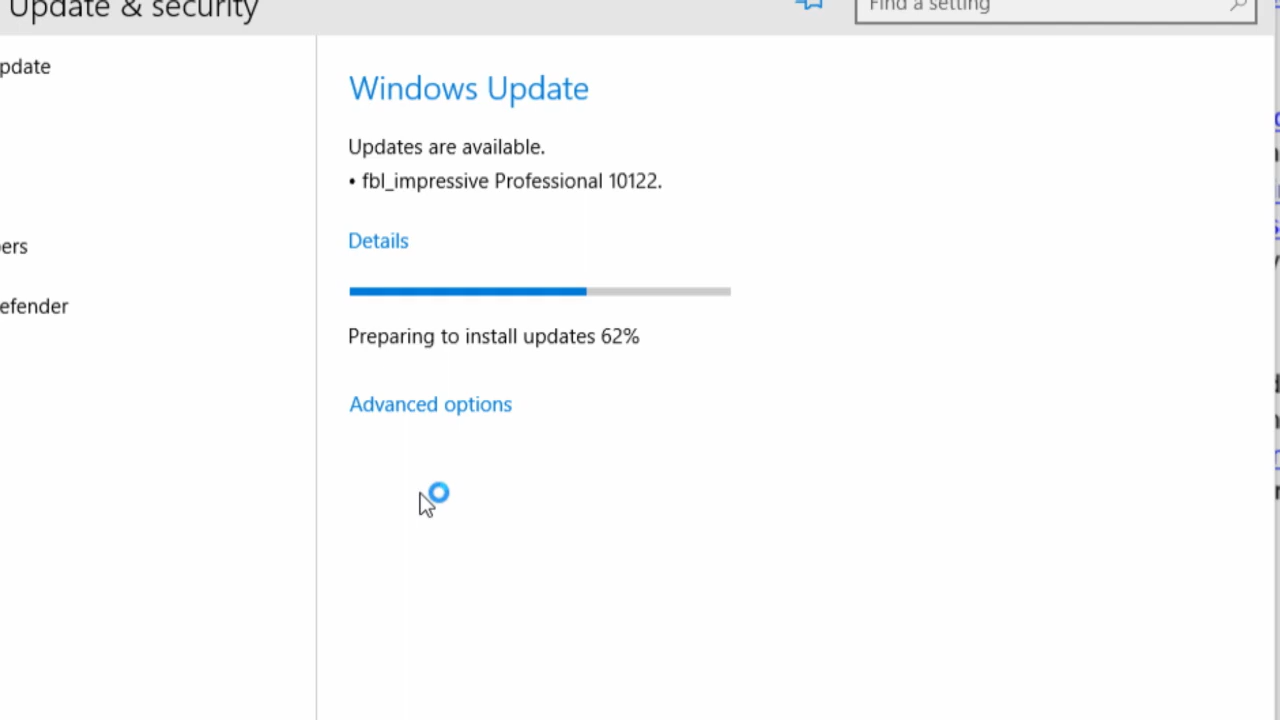 Update & security
Find a setting
pdate
Windows Update
Updates are available.
• fbl_impressive Professional 10122.
ers
Details
efender
Preparing to install updates 62%
Advanced options